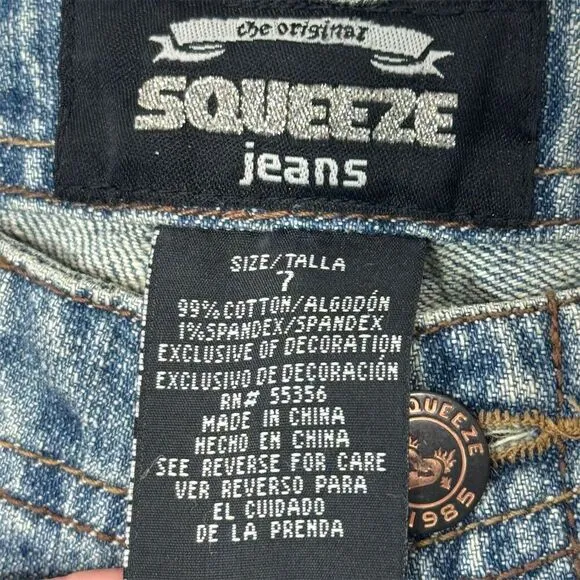 the original
SQUEEZE
jeans
SIZE/TALLA
7
99% COTTON/ALGODÓN
1% SPANDEX/SPANDEX
EXCLUSIVE OF DECORATION
EXCLUSIVO DE DECORACIÓN
RN# 55356
MADE IN CHINA
HECHO EN CHINA
SEE REVERSE FOR CARE
VER REVERSO PARA
EL CUIDADO
DE LA PRENDA
SQUEEZE
1985